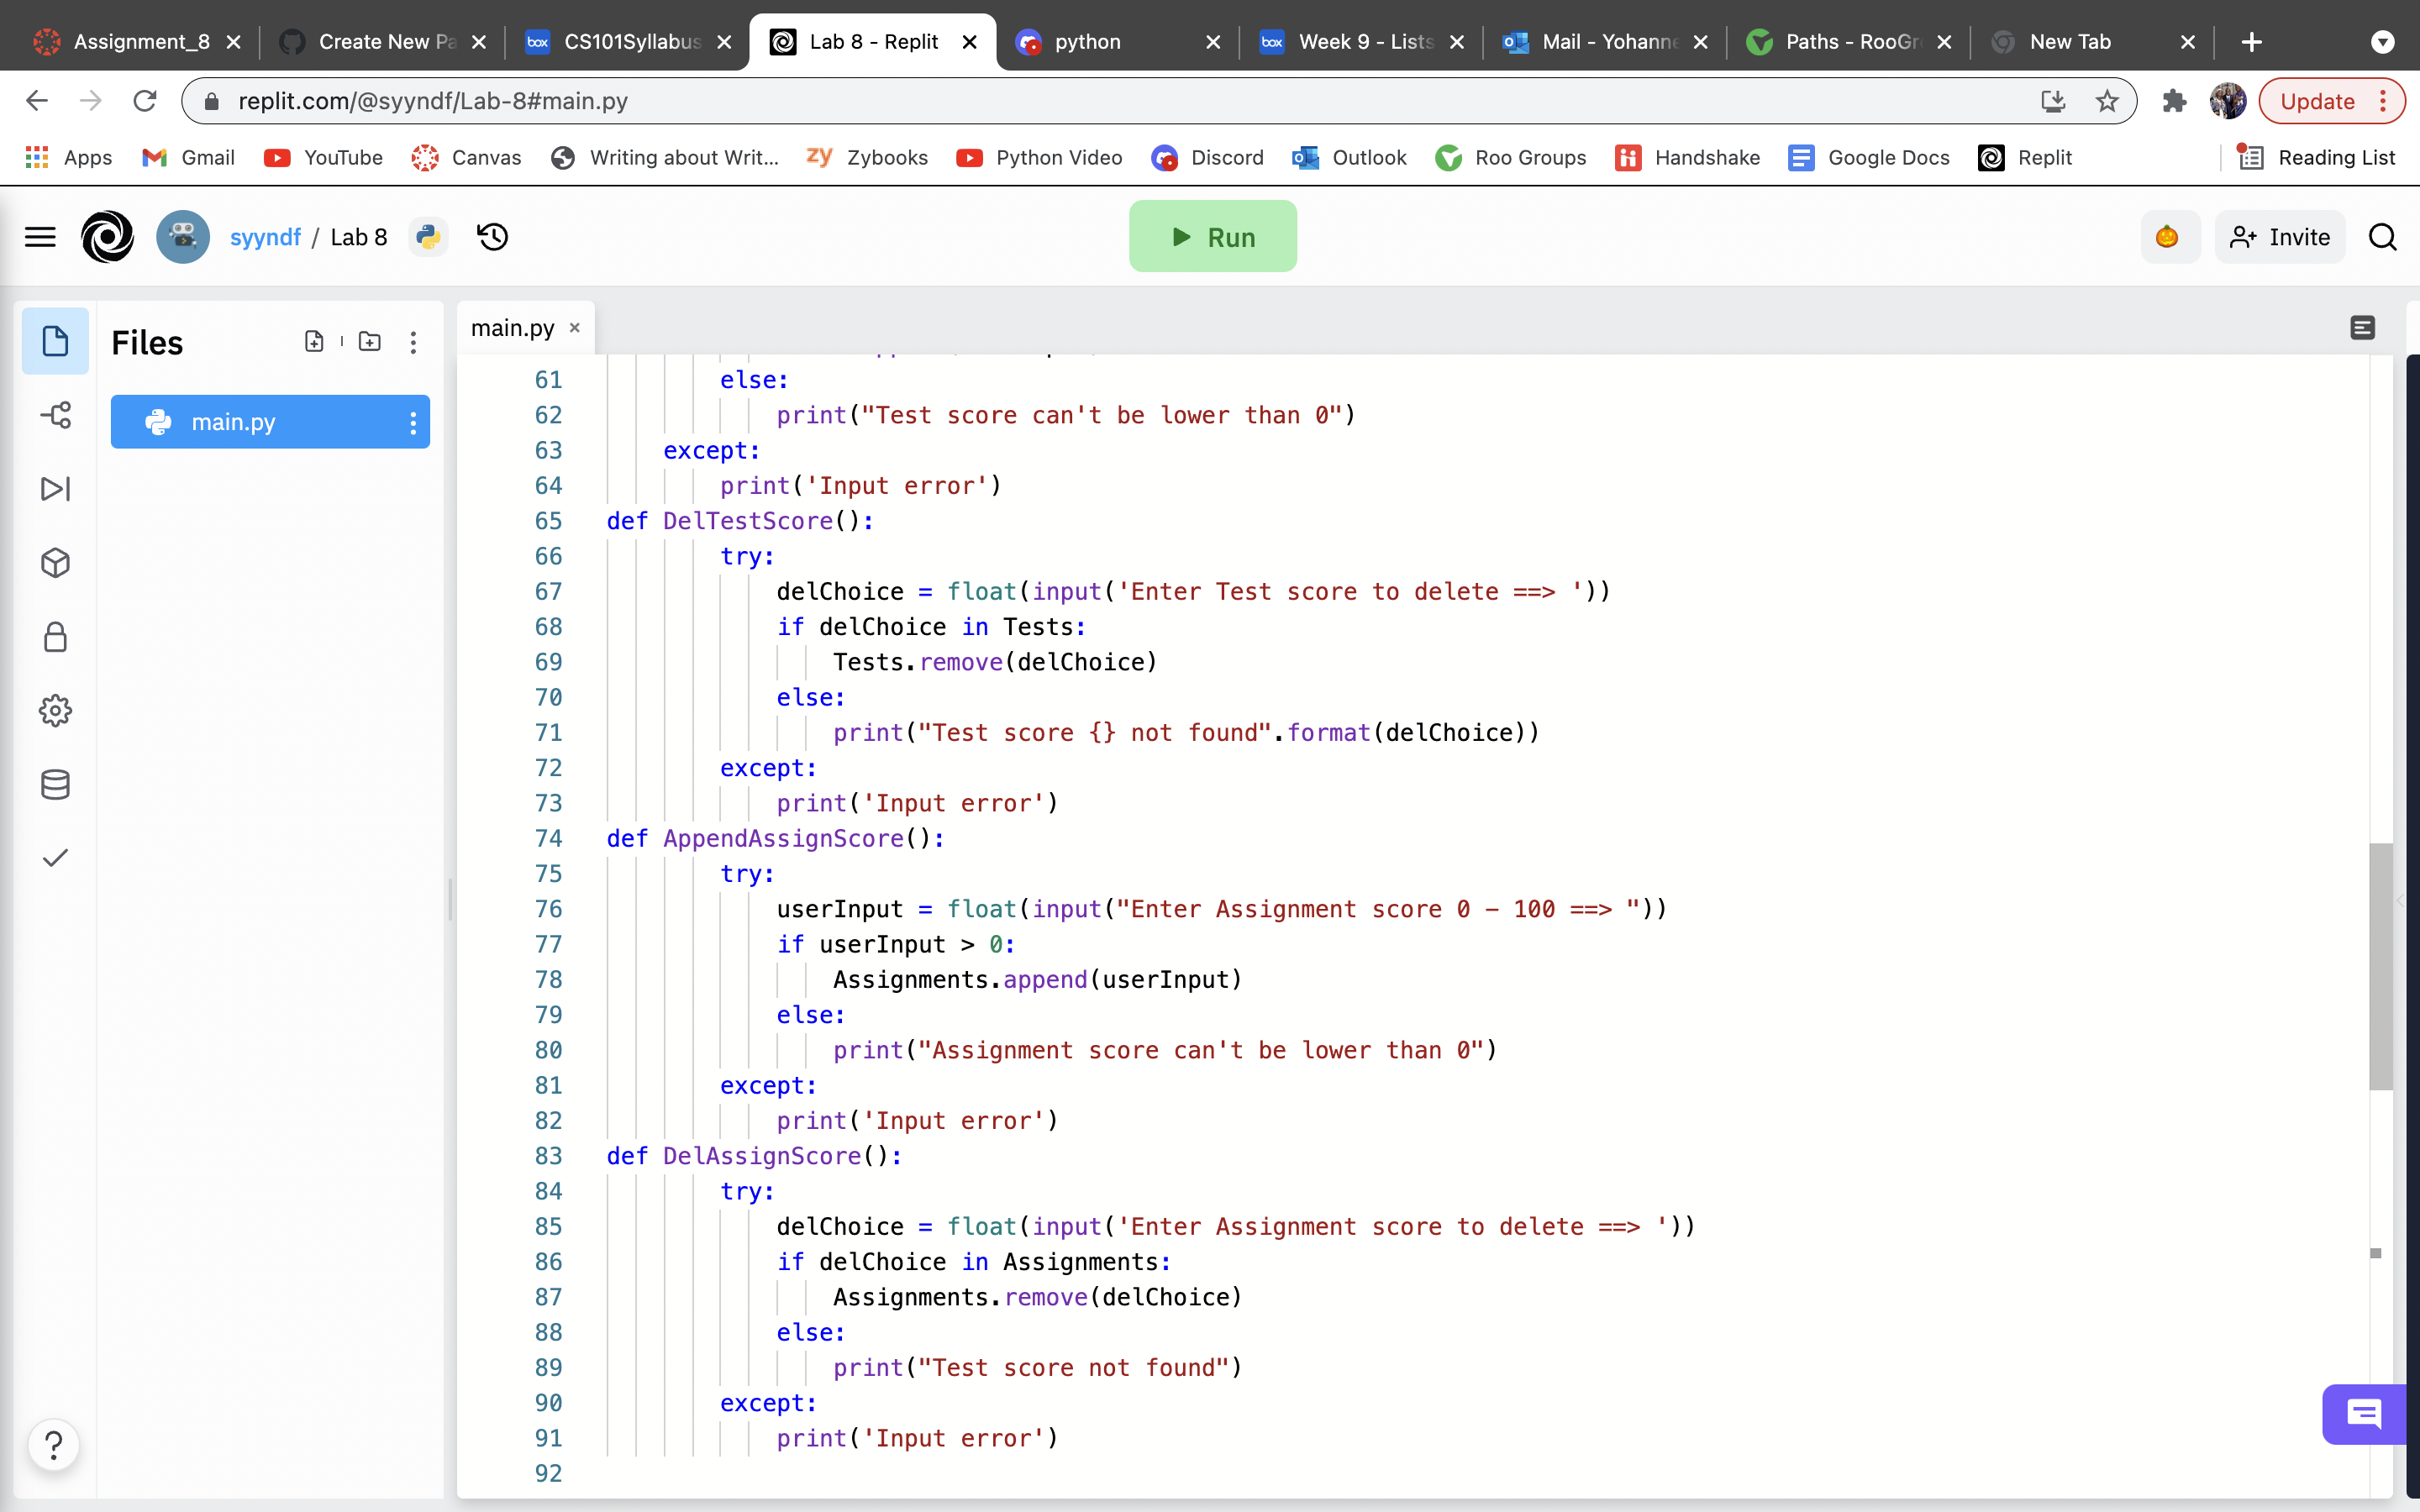 Assignment_8
Create New Pa
box CS101Syllabus
Lab 8 - Replit
python
box Week 9 - Lists
Mail - Yohanne
Paths - RooGr
New Tab
replit.com/@syyndf/Lab-8#main.py
Update
Apps
Gmail
YouTube
Canvas
Writing about Writ...
zy Zybooks
Python Video
Discord
Outlook
Roo Groups
Handshake
Google Docs
Replit
Reading List
syyndf / Lab 8
Run
Invite
Files
main.py
main.py
61 else:
62 print("Test score can't be lower than 0")
63 except:
64 print('Input error')
65 def DelTestScore():
66 try:
67 delChoice = float(input('Enter Test score to delete ==> '))
68 if delChoice in Tests:
69 Tests.remove(delChoice)
70 else:
71 print("Test score {} not found".format(delChoice))
72 except:
73 print('Input error')
74 def AppendAssignScore():
75 try:
76 userInput = float(input("Enter Assignment score 0 - 100 ==> "))
77 if userInput > 0:
78 Assignments.append(userInput)
79 else:
80 print("Assignment score can't be lower than 0")
81 except:
82 print('Input error')
83 def DelAssignScore():
84 try:
85 delChoice = float(input('Enter Assignment score to delete ==> '))
86 if delChoice in Assignments:
87 Assignments.remove(delChoice)
88 else:
89 print("Test score not found")
90 except:
91 print('Input error')
92
?